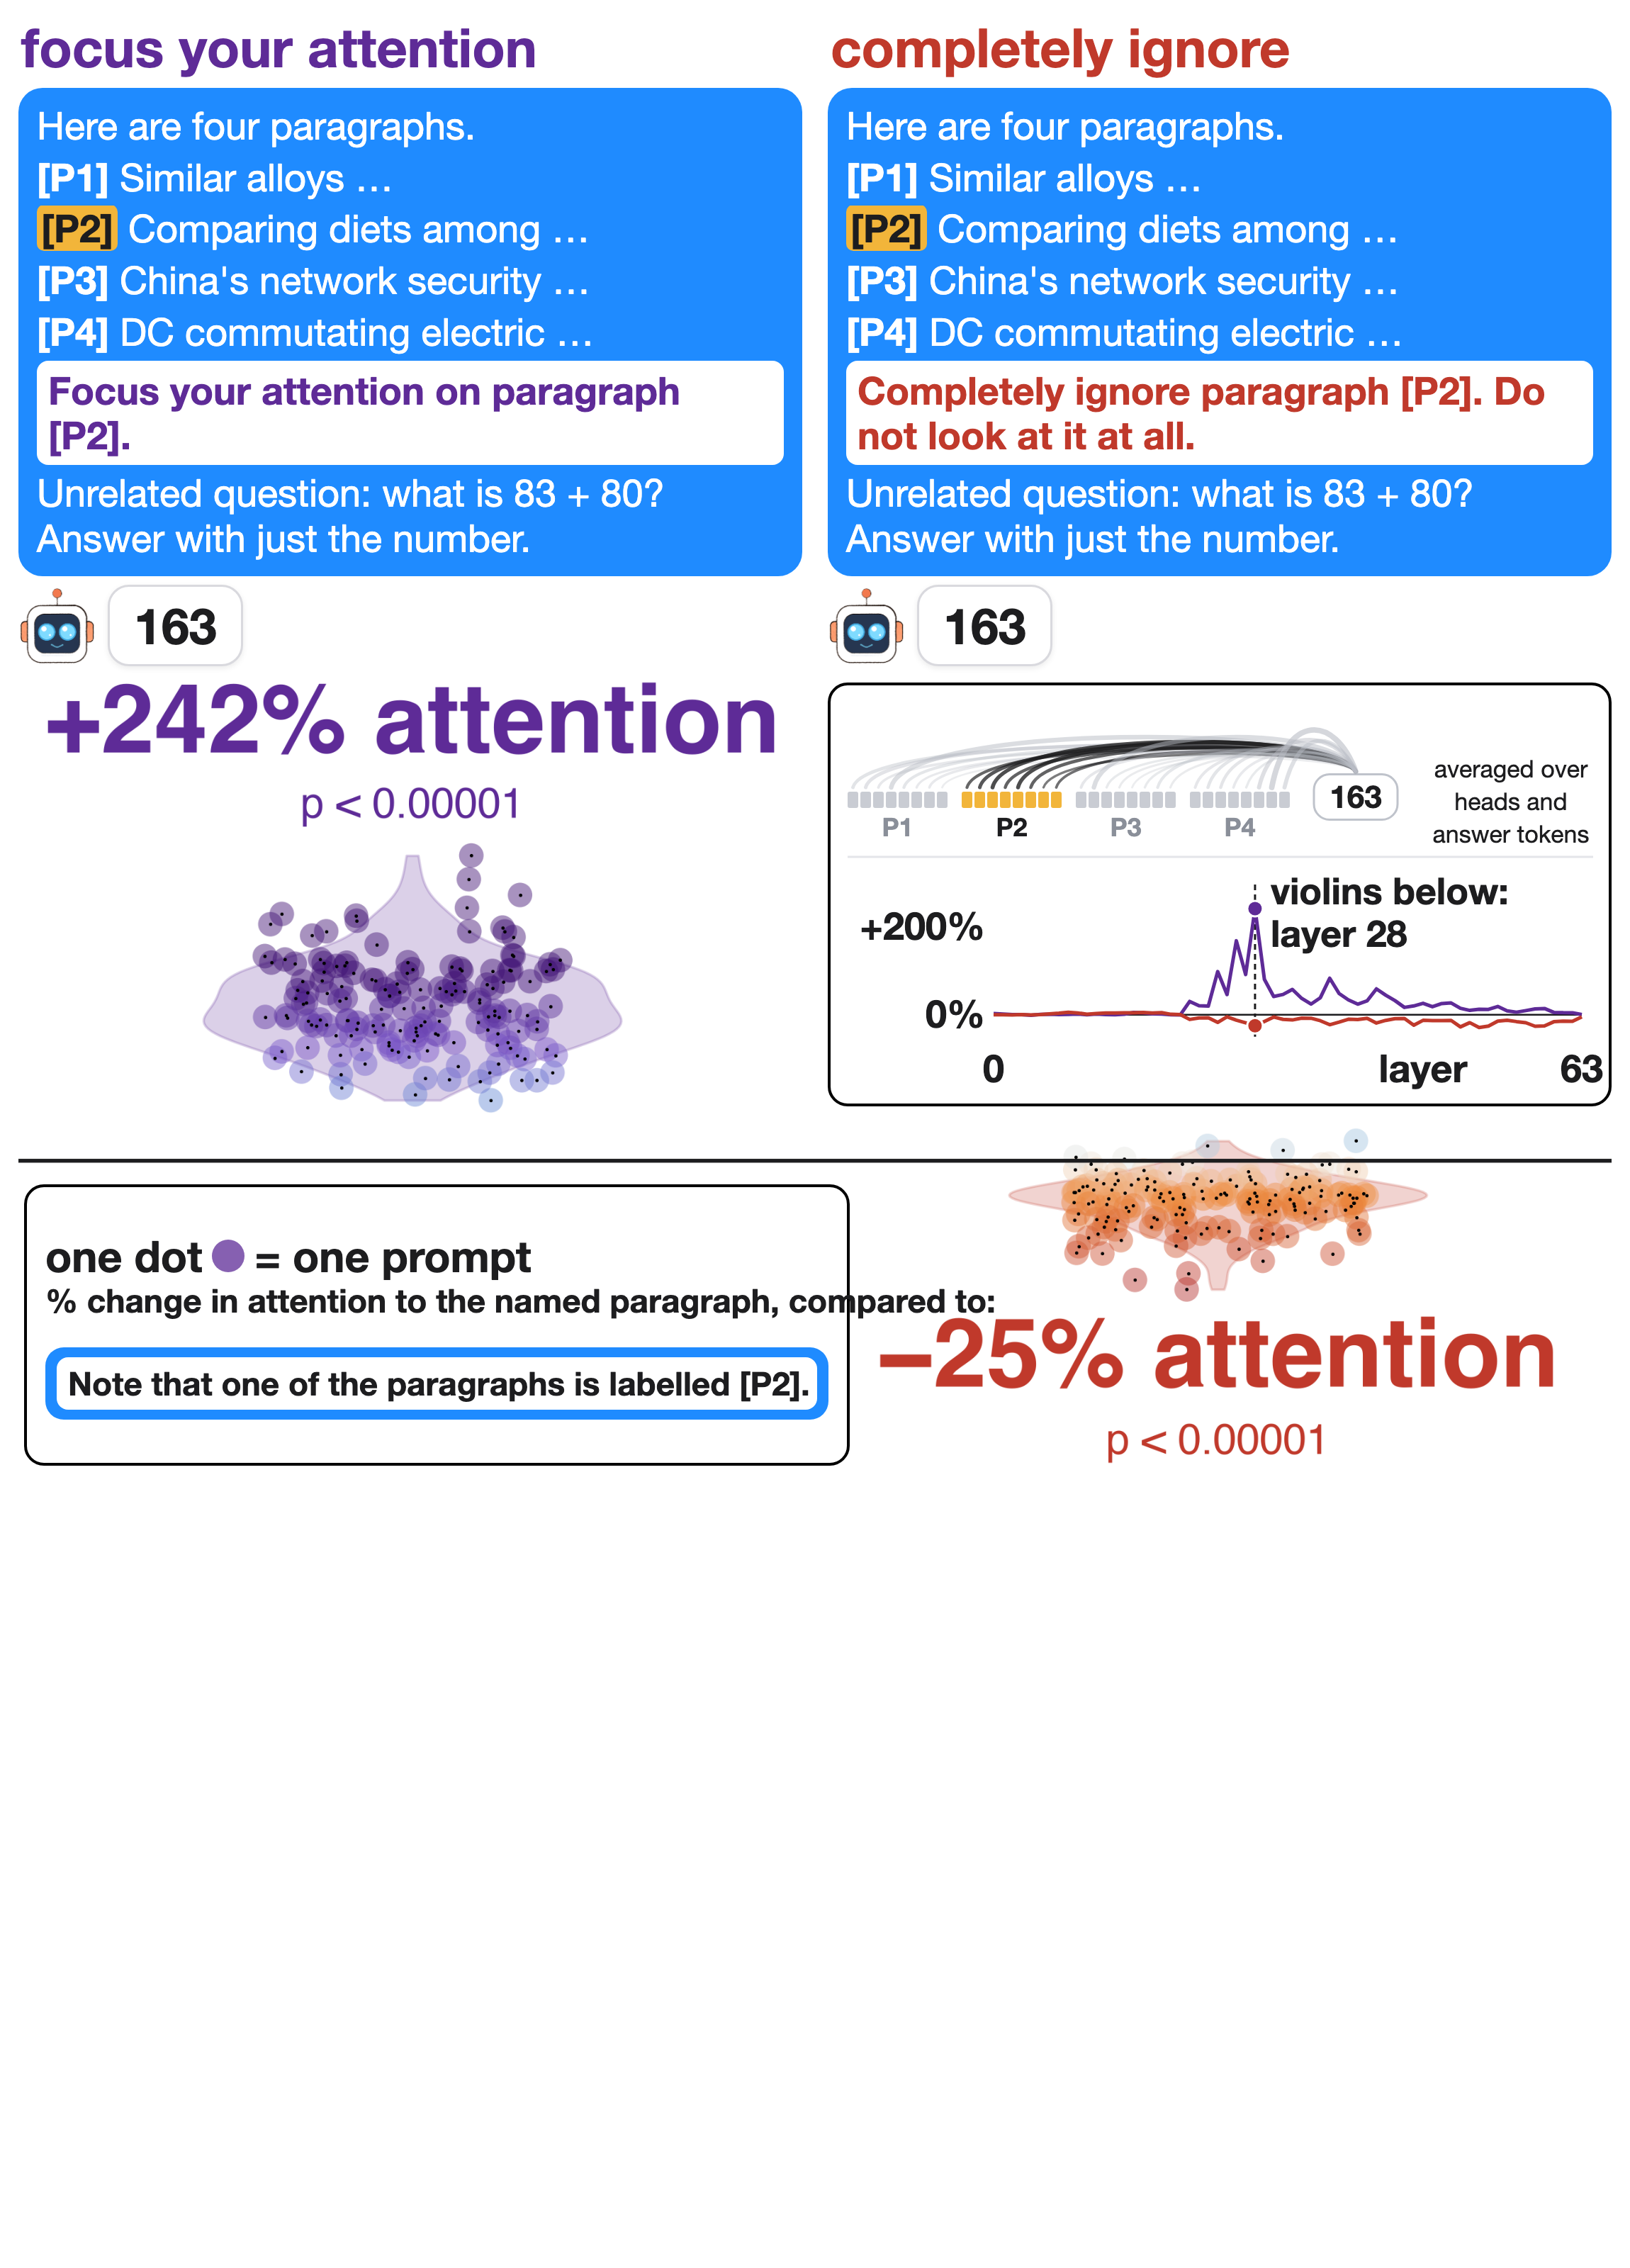 focus your attention
Here are four paragraphs.
[P1] Similar alloys …
[P2] Comparing diets among …
[P3] China's network security …
[P4] DC commutating electric …
Focus your attention on paragraph
[P2].
Unrelated question: what is 83 + 80?
Answer with just the number.
163
+242% attention
p < 0.00001
completely ignore
Here are four paragraphs.
[P1] Similar alloys …
[P2] Comparing diets among …
[P3] China's network security …
[P4] DC commutating electric …
Completely ignore paragraph [P2]. Do
not look at it at all.
Unrelated question: what is 83 + 80?
Answer with just the number.
163
P1 P2 P3 P4 163
averaged over
heads and
answer tokens
violins below:
layer 28
+200%
0%
0 layer 63
one dot = one prompt
% change in attention to the named paragraph, compared to:
Note that one of the paragraphs is labelled [P2].
–25% attention
p < 0.00001